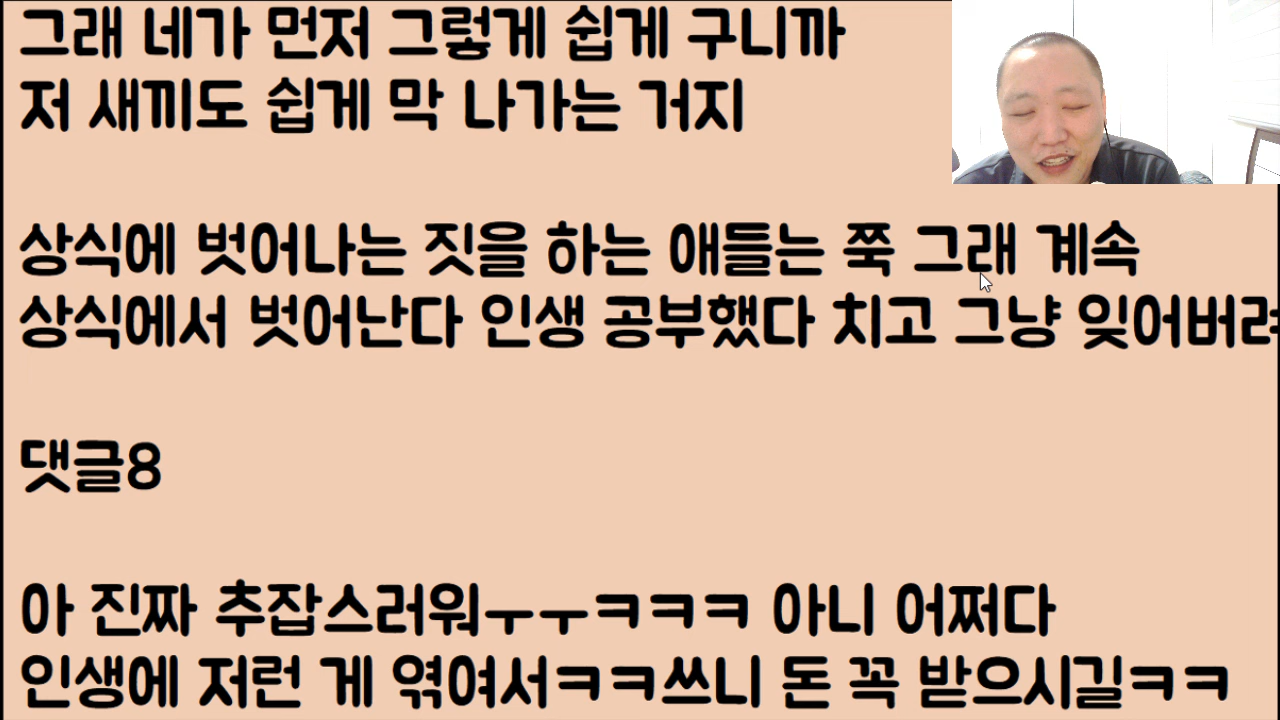 그래 네가 먼저 그렇게 쉽게 구니까
저 새끼도 쉽게 막 나가는 거지
상식에 벗어나는 짓을 하는 애들는 쭉 그래 계속
상식에서 벗어난다 인생 공부했다 치고 그냥 잊어버려
댓글8
아 진짜 추잡스러워ㅜㅜㅋㅋㅋ 아니 어쩌다
인생에 저런 게 엮여서ㅋㅋ쓰니 돈 꼭 받으시길ㅋㅋ